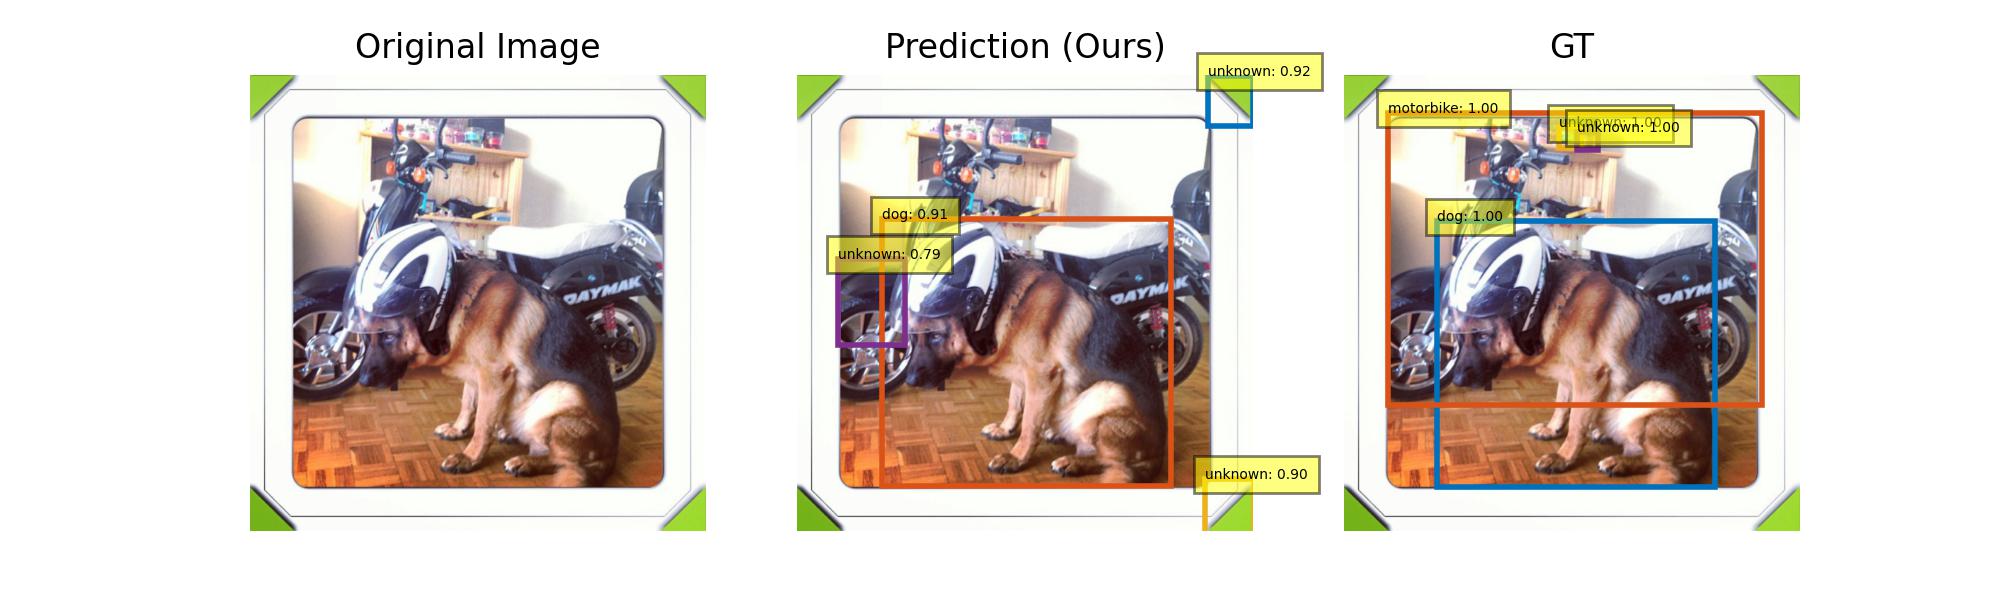 Original Image
Prediction (Ours)
GT
unknown: 0.92
dog: 0.91
unknown: 0.79
unknown: 0.90
motorbike: 1.00
unknown: 1.00
unknown: 1.00
dog: 1.00
DAYMAK
DAYMAK
DAYMAK